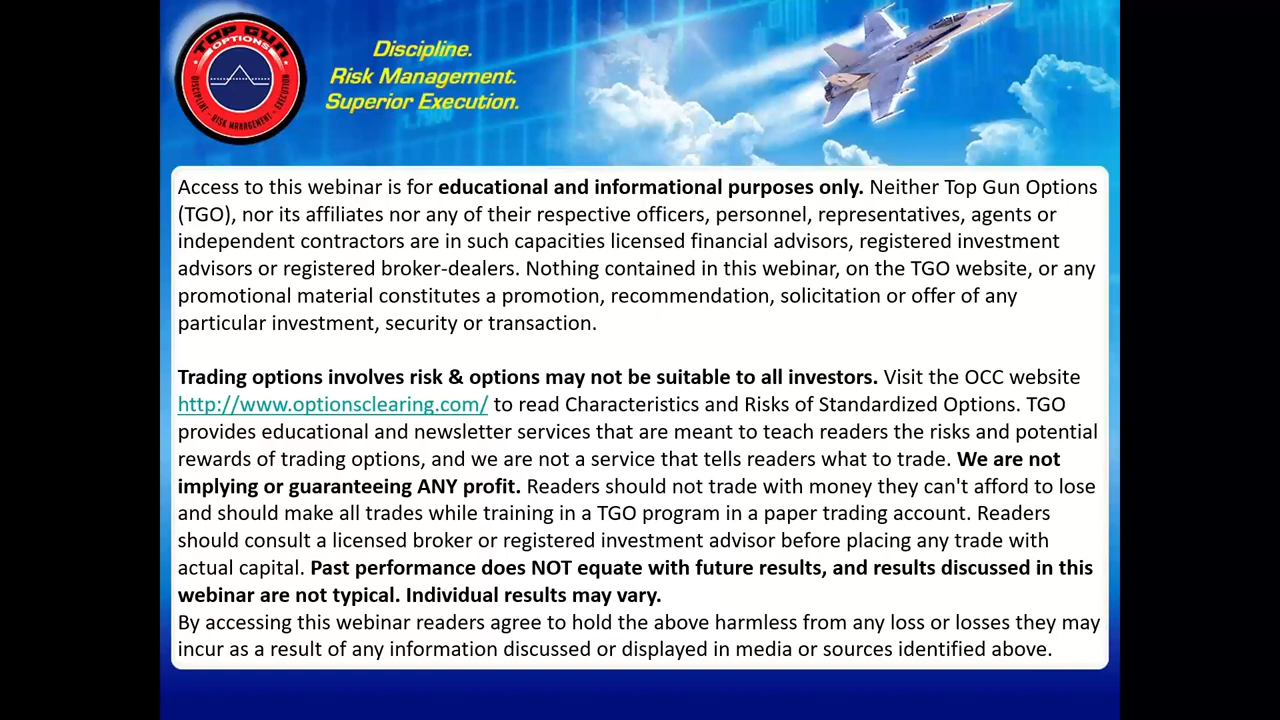 TOP GUN
OPTIONS
DISCIPLINE - RISK MANAGEMENT - EXECUTION
Discipline.
Risk Management.
Superior Execution.
Access to this webinar is for educational and informational purposes only. Neither Top Gun Options
(TGO), nor its affiliates nor any of their respective officers, personnel, representatives, agents or
independent contractors are in such capacities licensed financial advisors, registered investment
advisors or registered broker-dealers. Nothing contained in this webinar, on the TGO website, or any
promotional material constitutes a promotion, recommendation, solicitation or offer of any
particular investment, security or transaction.
Trading options involves risk & options may not be suitable to all investors. Visit the OCC website
http://www.optionsclearing.com/ to read Characteristics and Risks of Standardized Options. TGO
provides educational and newsletter services that are meant to teach readers the risks and potential
rewards of trading options, and we are not a service that tells readers what to trade. We are not
implying or guaranteeing ANY profit. Readers should not trade with money they can't afford to lose
and should make all trades while training in a TGO program in a paper trading account. Readers
should consult a licensed broker or registered investment advisor before placing any trade with
actual capital. Past performance does NOT equate with future results, and results discussed in this
webinar are not typical. Individual results may vary.
By accessing this webinar readers agree to hold the above harmless from any loss or losses they may
incur as a result of any information discussed or displayed in media or sources identified above.